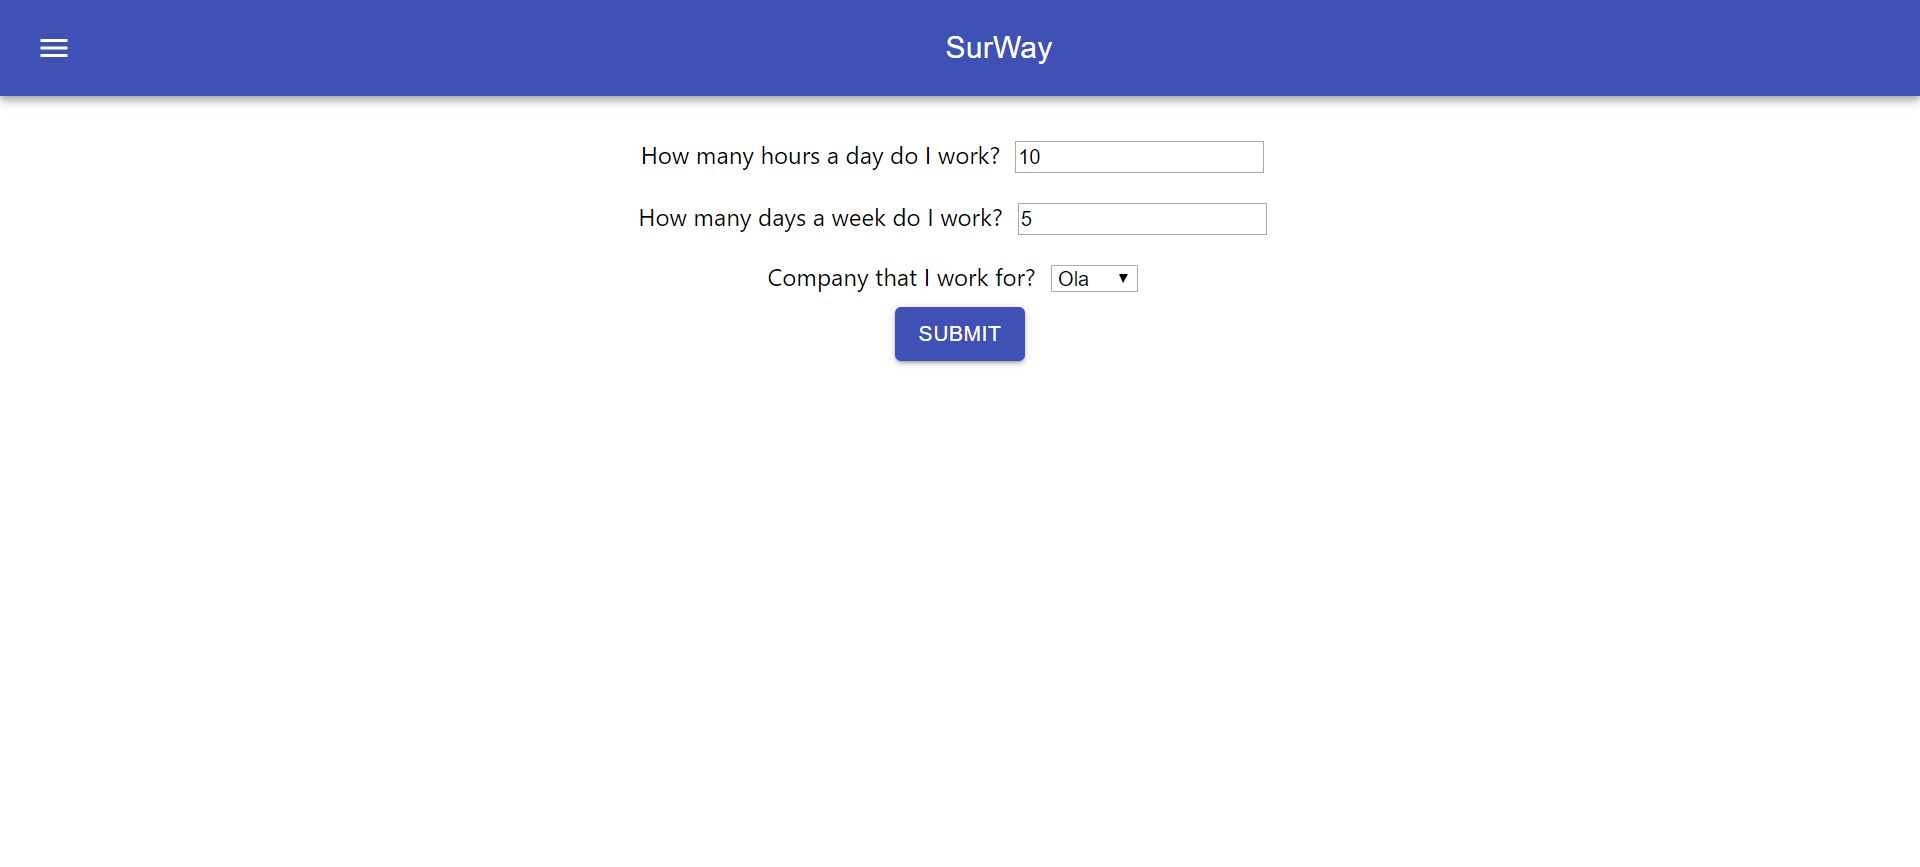 SurWay
How many hours a day do I work? 10
How many days a week do I work? 5
Company that I work for? Ola
SUBMIT